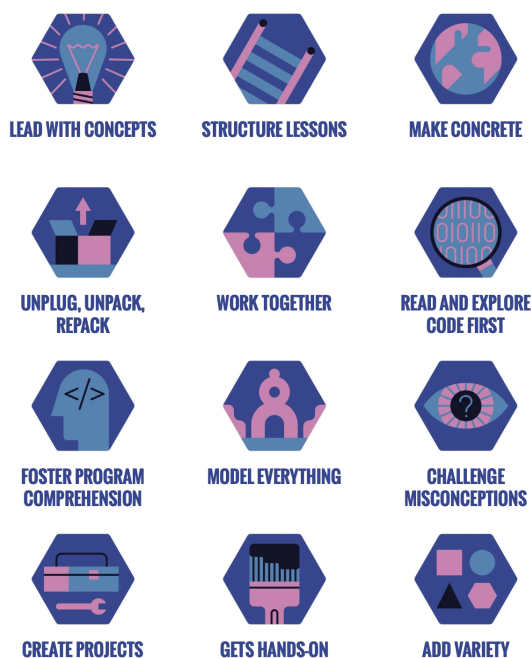 LEAD WITH CONCEPTS
STRUCTURE LESSONS
MAKE CONCRETE
UNPLUG, UNPACK,
REPACK
WORK TOGETHER
READ AND EXPLORE
CODE FIRST
</>
FOSTER PROGRAM
COMPREHENSION
MODEL EVERYTHING
?
CHALLENGE
MISCONCEPTIONS
CREATE PROJECTS
GETS HANDS-ON
ADD VARIETY